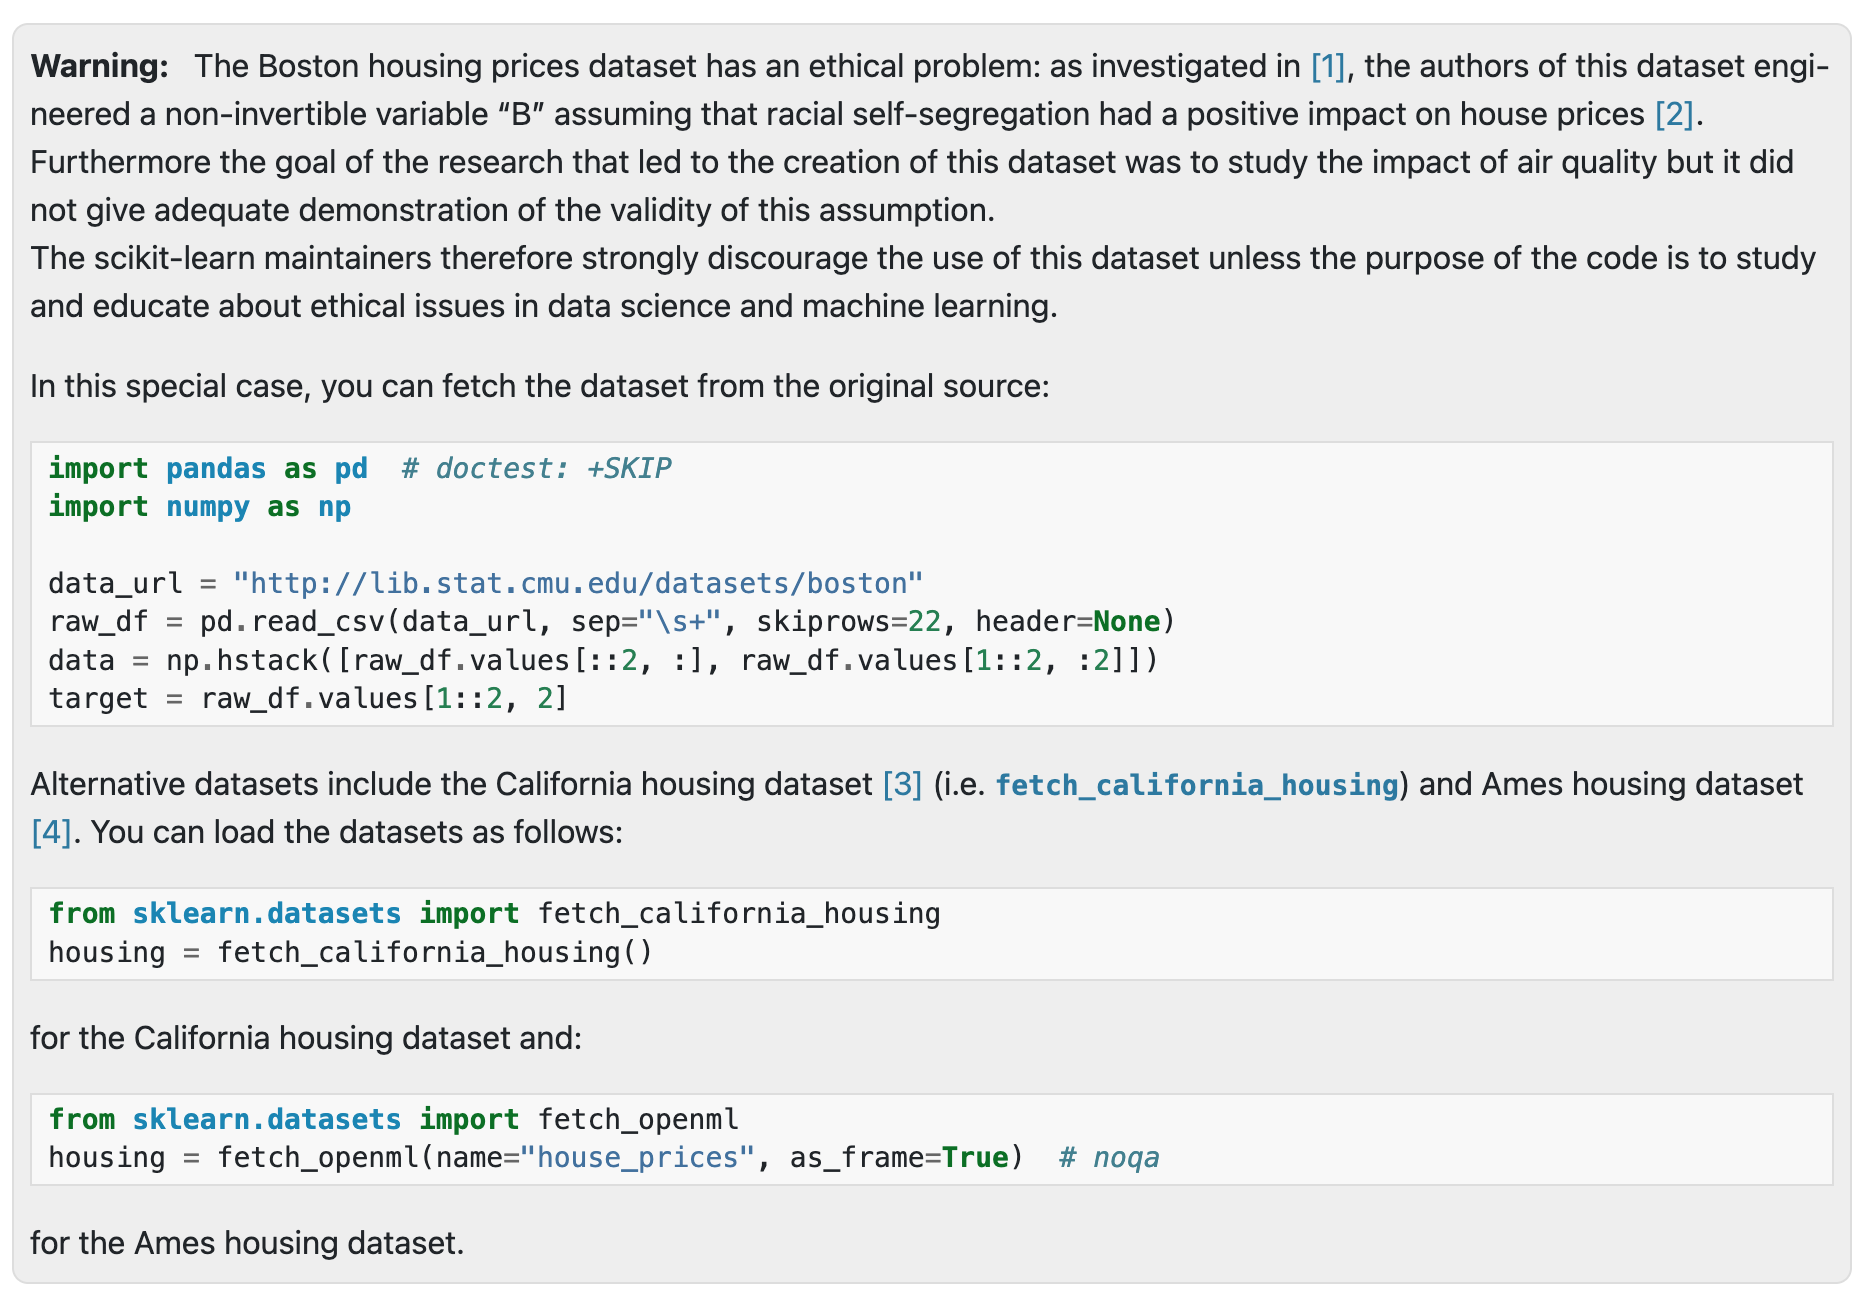 Warning: The Boston housing prices dataset has an ethical problem: as investigated in [1], the authors of this dataset engi-
neered a non-invertible variable “B” assuming that racial self-segregation had a positive impact on house prices [2].
Furthermore the goal of the research that led to the creation of this dataset was to study the impact of air quality but it did
not give adequate demonstration of the validity of this assumption.
The scikit-learn maintainers therefore strongly discourage the use of this dataset unless the purpose of the code is to study
and educate about ethical issues in data science and machine learning.
In this special case, you can fetch the dataset from the original source:
import pandas as pd  # doctest: +SKIP
import numpy as np
data_url = "http://lib.stat.cmu.edu/datasets/boston"
raw_df = pd.read_csv(data_url, sep="\s+", skiprows=22, header=None)
data = np.hstack([raw_df.values[::2, :], raw_df.values[1::2, :2]])
target = raw_df.values[1::2, 2]
Alternative datasets include the California housing dataset [3] (i.e. fetch_california_housing) and Ames housing dataset
[4]. You can load the datasets as follows:
from sklearn.datasets import fetch_california_housing
housing = fetch_california_housing()
for the California housing dataset and:
from sklearn.datasets import fetch_openml
housing = fetch_openml(name="house_prices", as_frame=True)  # noqa
for the Ames housing dataset.